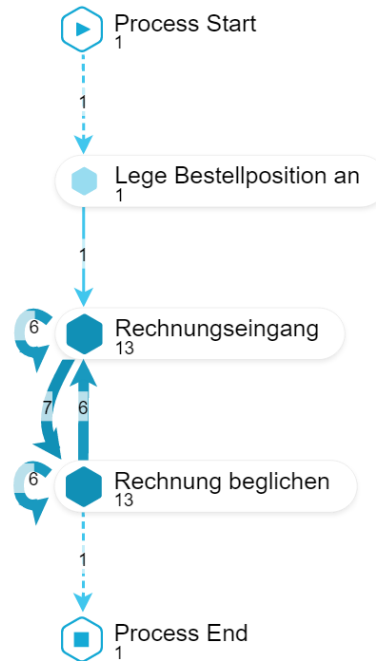 Process Start
1
1
Lege Bestellposition an
1
1
Rechnungseingang
13
6
7
6
Rechnung beglichen
13
6
1
Process End
1